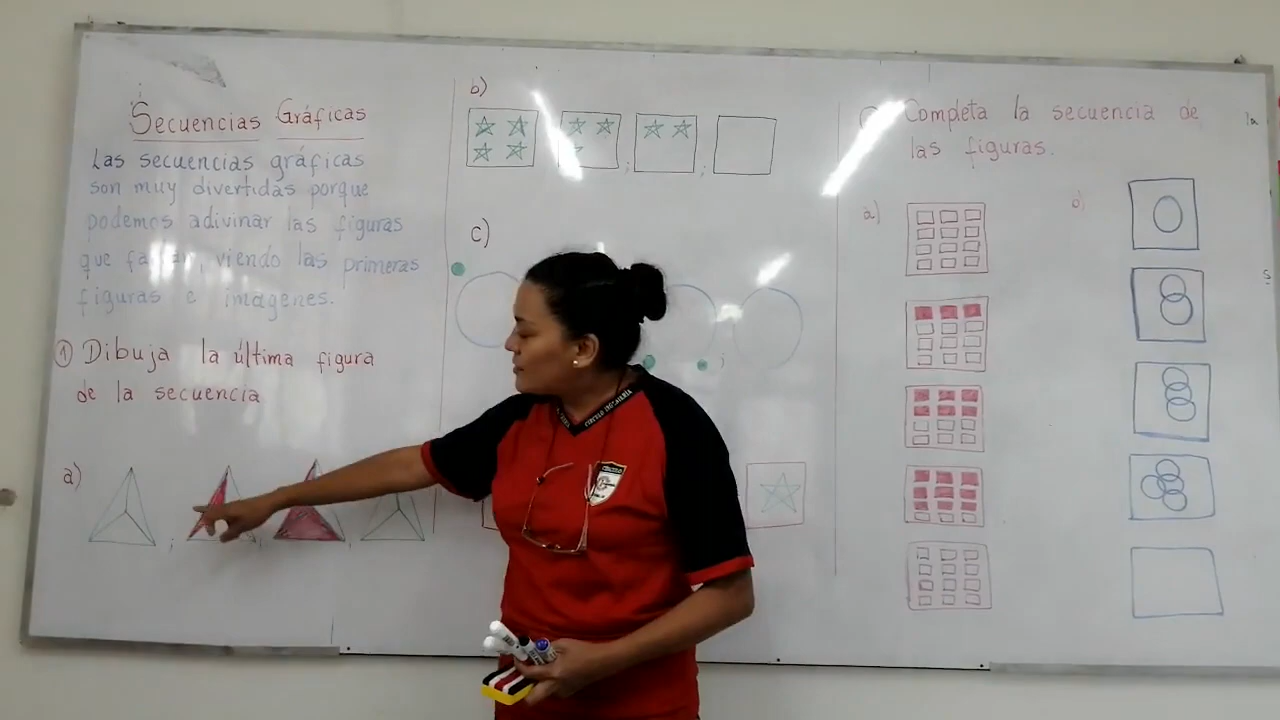 Secuencias Gráficas
Las secuencias gráficas
son muy divertidas porque
podemos adivinar las figuras
que faltan, viendo las primeras
figuras e imágenes.
① Dibuja la última figura
de la secuencia
a)
b)
c)
Completa la secuencia de
las figuras.
a)
b)
la
s